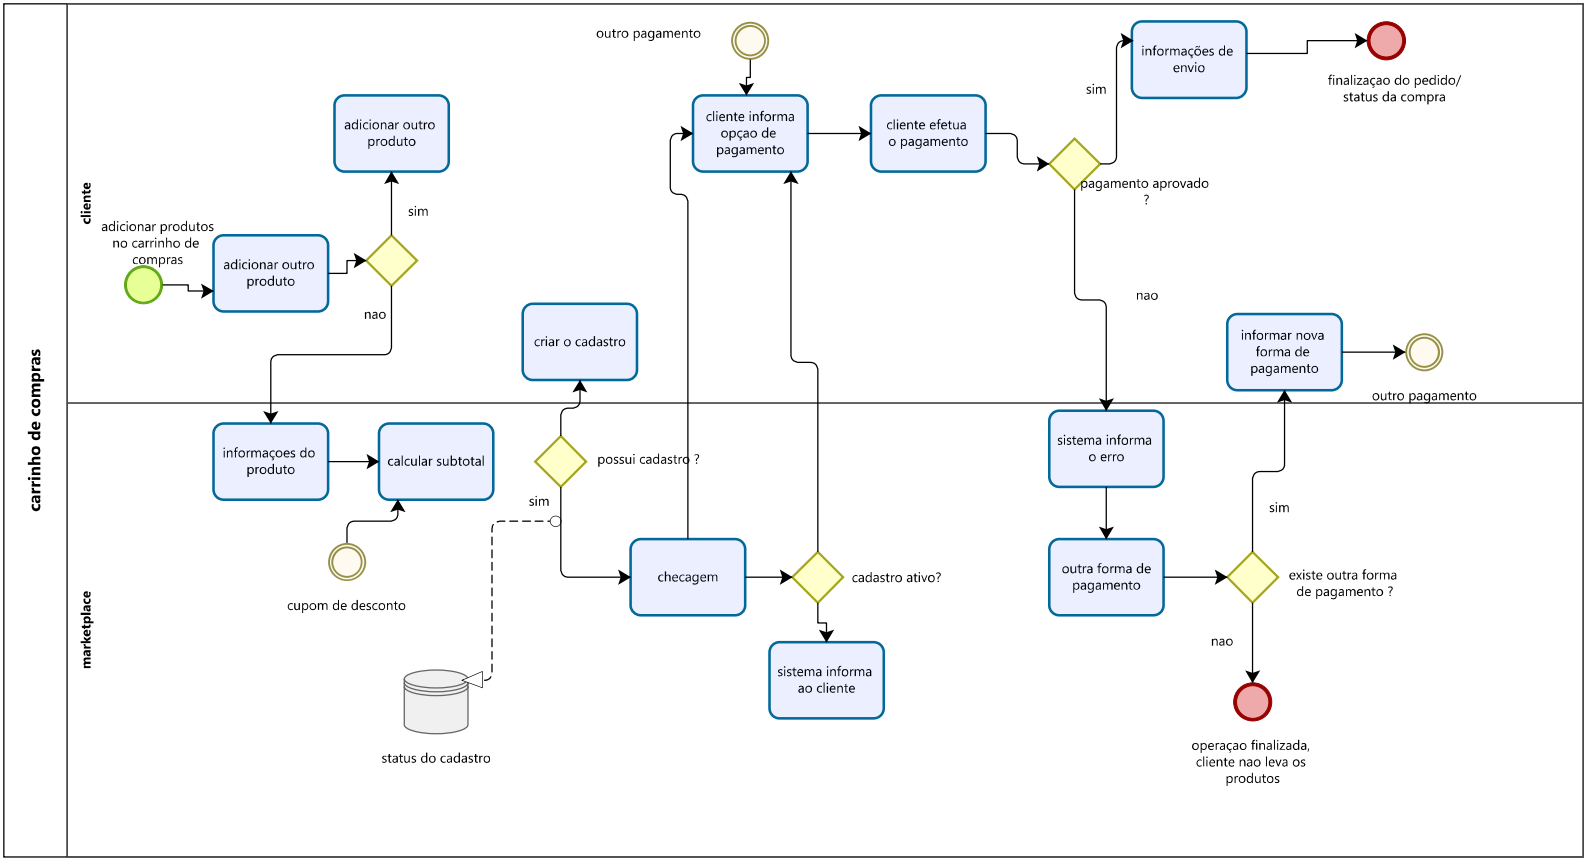 carrinho de compras
cliente
marketplace
adicionar produtos
no carrinho de
compras
adicionar outro
produto
adicionar outro
produto
sim
nao
informaçoes do
produto
calcular subtotal
cupom de desconto
criar o cadastro
possui cadastro ?
sim
status do cadastro
checagem
cadastro ativo?
sistema informa
ao cliente
outro pagamento
cliente informa
opçao de
pagamento
cliente efetua
o pagamento
pagamento aprovado
?
sim
informações de
envio
finalizaçao do pedido/
status da compra
nao
sistema informa
o erro
outra forma de
pagamento
existe outra forma
de pagamento ?
sim
informar nova
forma de
pagamento
outro pagamento
nao
operaçao finalizada,
cliente nao leva os
produtos